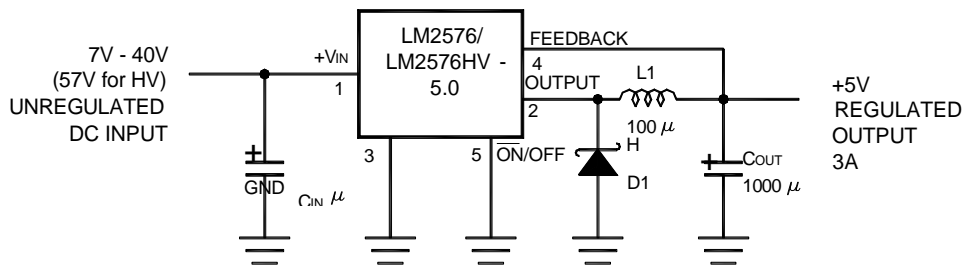 7V - 40V
(57V for HV)
UNREGULATED
DC INPUT
+VIN
1
LM2576/
LM2576HV -
5.0
FEEDBACK
4
OUTPUT
2
L1
100 μ
+5V
REGULATED
OUTPUT
3A
3
5
ON/OFF
H
D1
+
COUT
1000 μ
+
GND
CIN μ